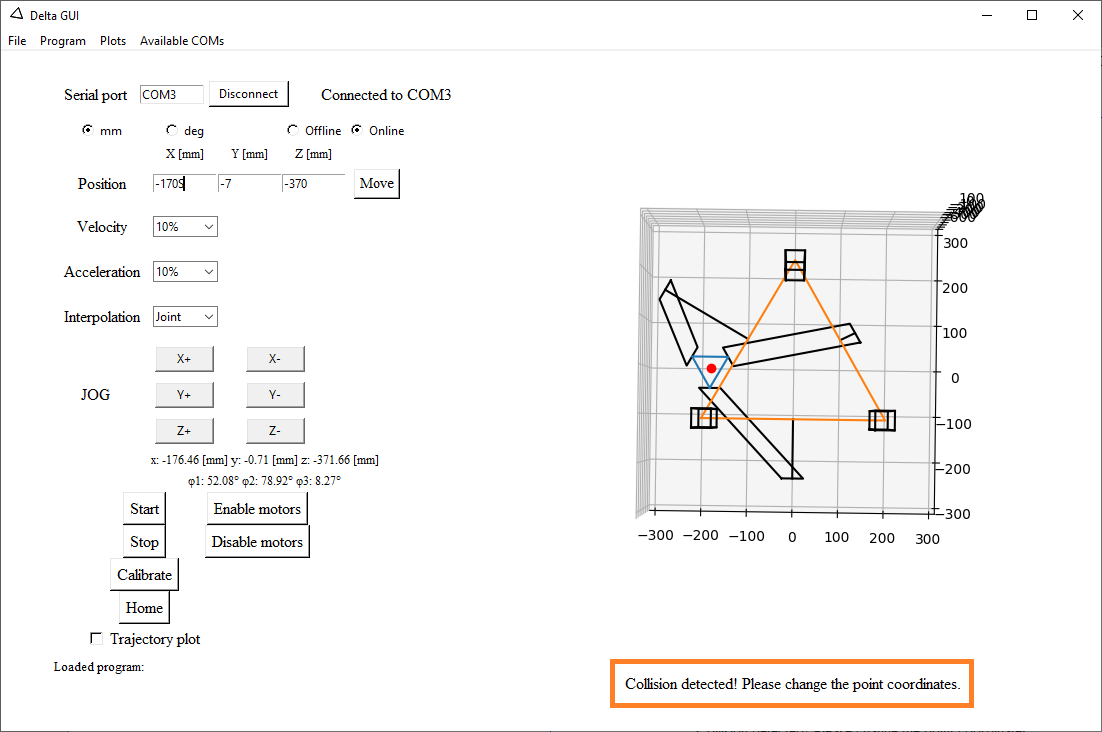 Delta GUI
File Program Plots Available COMs
Serial port COM3 Disconnect Connected to COM3
mm deg Offline Online
X [mm] Y [mm] Z [mm]
Position -1709 -7 -370 Move
Velocity 10%
Acceleration 10%
Interpolation Joint
X+ X-
JOG Y+ Y-
Z+ Z-
x: -176.46 [mm] y: -0.71 [mm] z: -371.66 [mm]
φ1: 52.08° φ2: 78.92° φ3: 8.27°
Start Enable motors
Stop Disable motors
Calibrate
Home
Trajectory plot
Loaded program:
100
300
200
100
0
−100
−200
−300
−300 −200 −100 0 100 200 300
Collision detected! Please change the point coordinates.